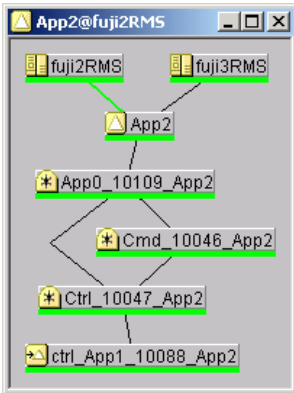 App2@fuji2RMS
fuji2RMS
fuji3RMS
App2
App0_10109_App2
Cmd_10046_App2
Ctrl_10047_App2
ctrl_App1_10088_App2